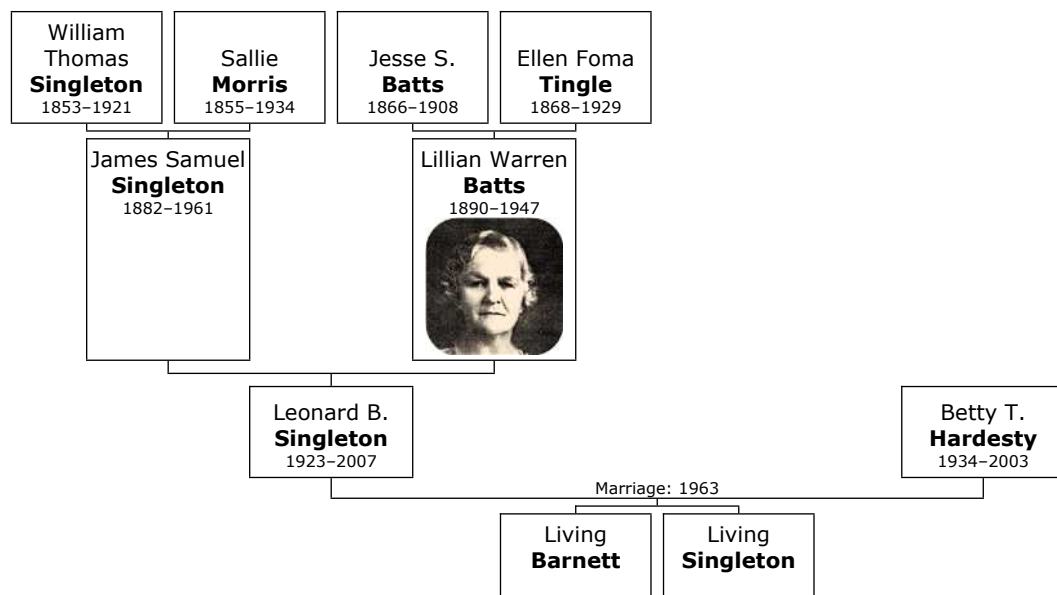 William
Thomas
Singleton
1853–1921
Sallie
Morris
1855–1934
Jesse S.
Batts
1866–1908
Ellen Foma
Tingle
1868–1929
James Samuel
Singleton
1882–1961
Lillian Warren
Batts
1890–1947
Leonard B.
Singleton
1923–2007
Betty T.
Hardesty
1934–2003
Marriage: 1963
Living
Barnett
Living
Singleton